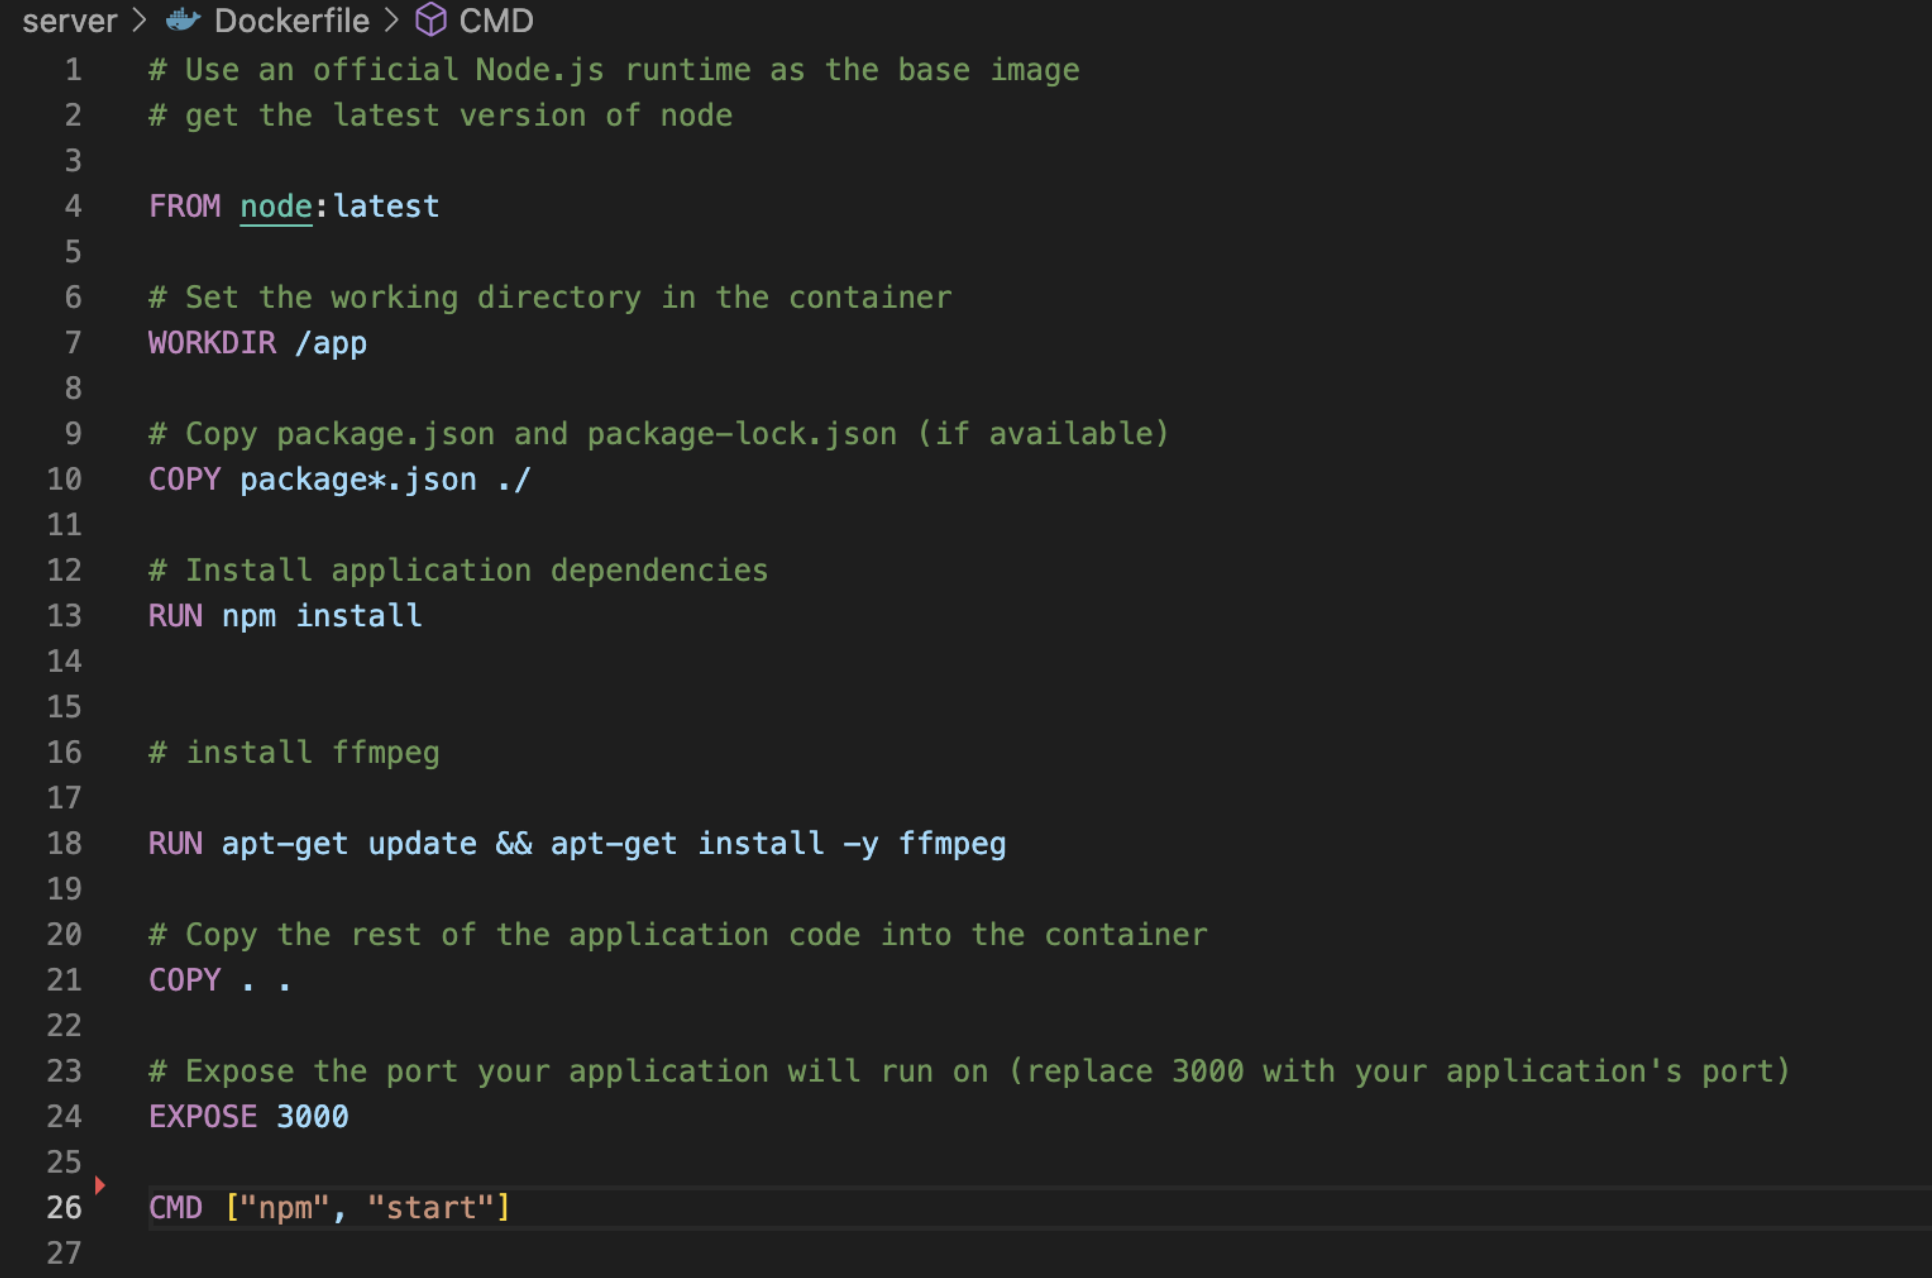 server > Dockerfile > CMD
1 # Use an official Node.js runtime as the base image
2 # get the latest version of node
3
4 FROM node:latest
5
6 # Set the working directory in the container
7 WORKDIR /app
8
9 # Copy package.json and package-lock.json (if available)
10 COPY package*.json ./
11
12 # Install application dependencies
13 RUN npm install
14
15
16 # install ffmpeg
17
18 RUN apt-get update && apt-get install -y ffmpeg
19
20 # Copy the rest of the application code into the container
21 COPY . .
22
23 # Expose the port your application will run on (replace 3000 with your application's port)
24 EXPOSE 3000
25
26 CMD ["npm", "start"]
27